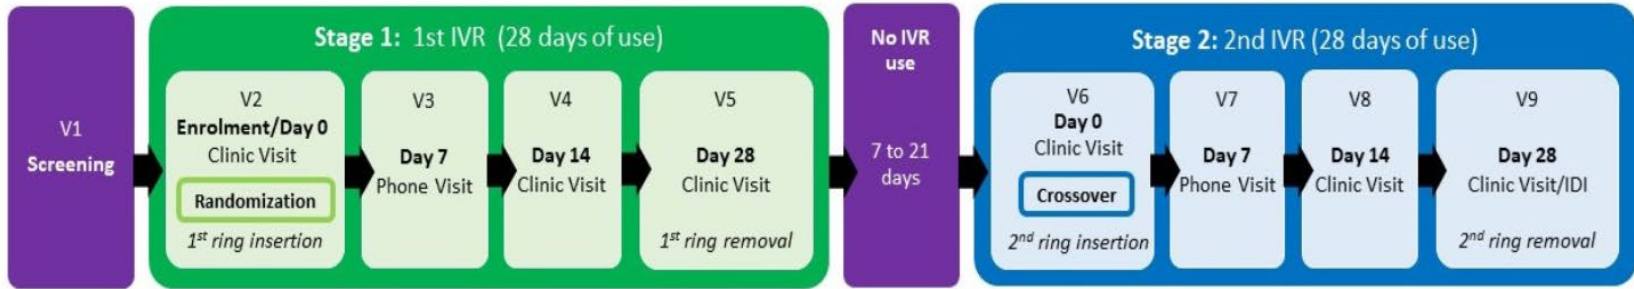 V1
Screening
Stage 1: 1st IVR (28 days of use)
V2
Enrolment/Day 0
Clinic Visit
Randomization
1st ring insertion
V3
Day 7
Phone Visit
V4
Day 14
Clinic Visit
V5
Day 28
Clinic Visit
1st ring removal
No IVR
use
7 to 21
days
Stage 2: 2nd IVR (28 days of use)
V6
Day 0
Clinic Visit
Crossover
2nd ring insertion
V7
Day 7
Phone Visit
V8
Day 14
Clinic Visit
V9
Day 28
Clinic Visit/IDI
2nd ring removal